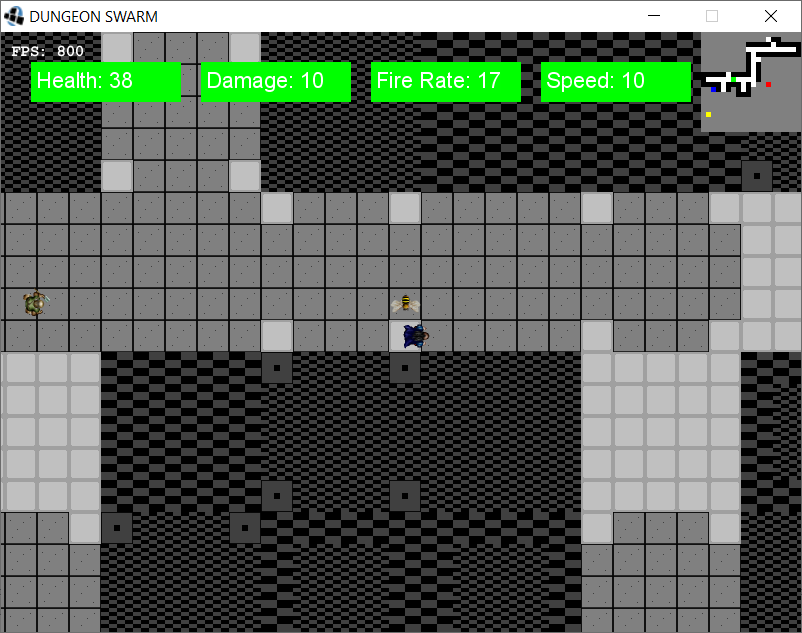 DUNGEON SWARM
FPS: 800
Health: 38
Damage: 10
Fire Rate: 17
Speed: 10